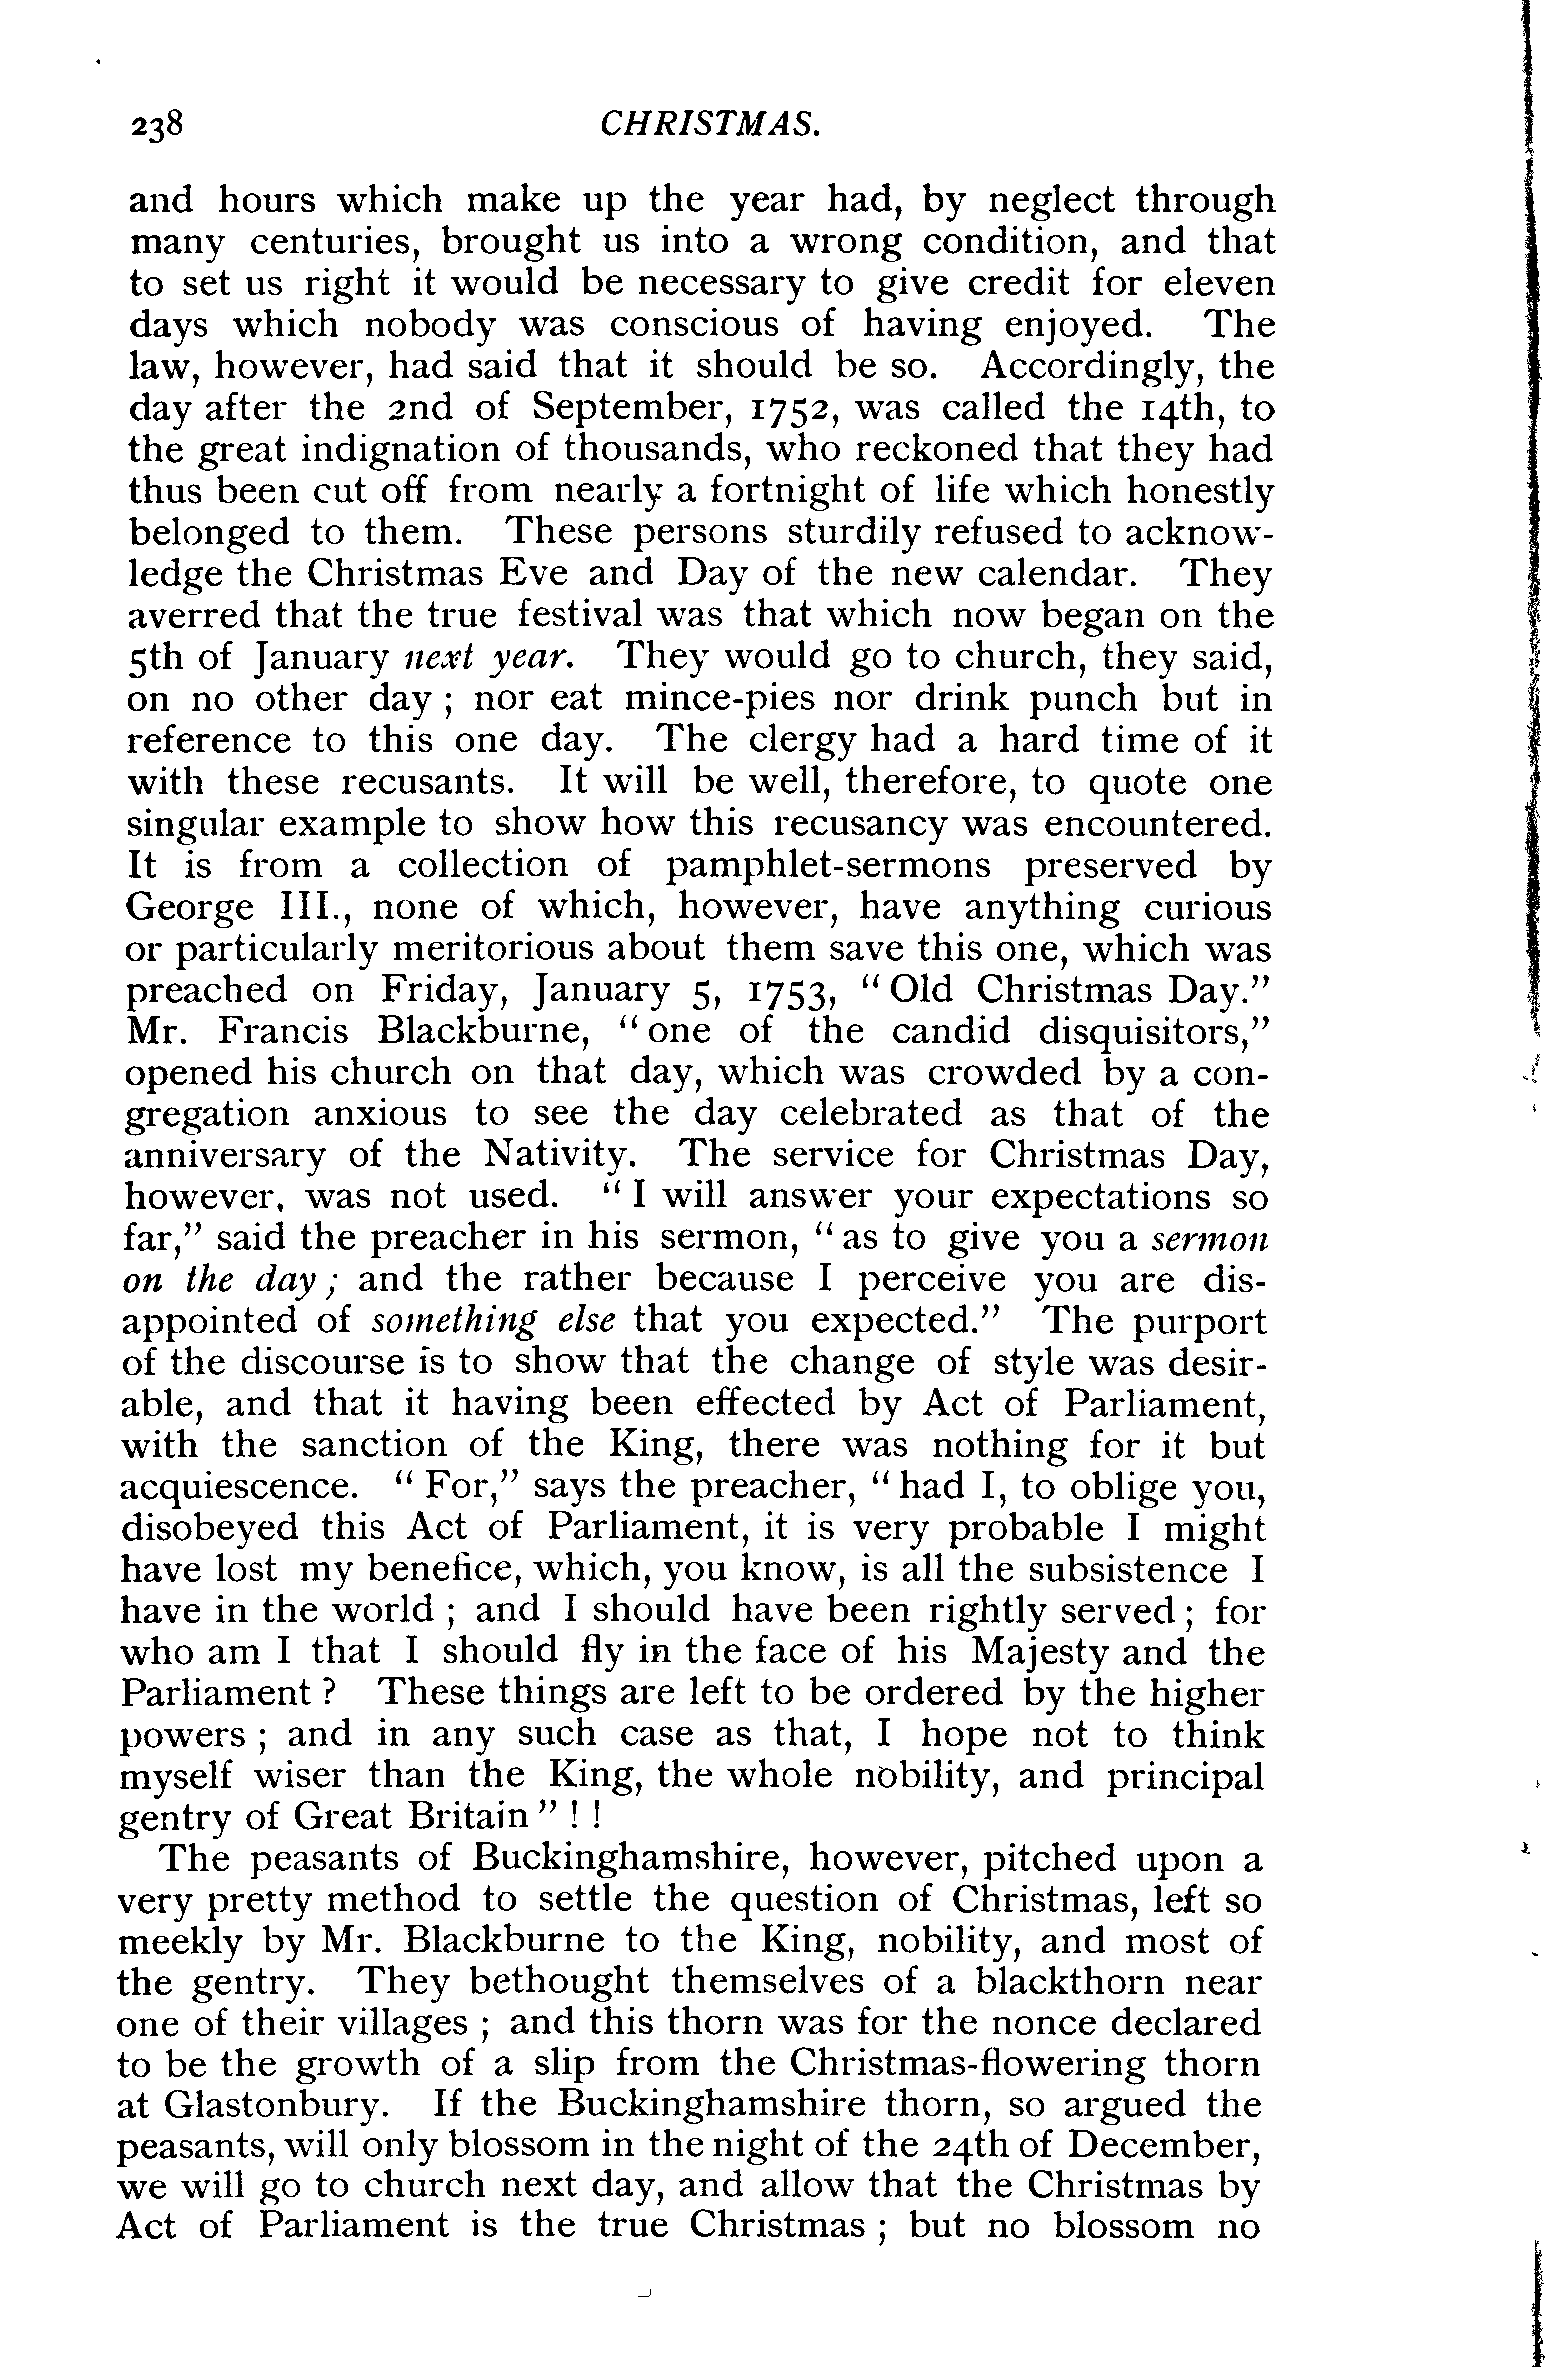 238 CHRISTMAS.
and hours which make up the year had, by neglect through
many centuries, brought us into a wrong condition, and that
to set us right it would be necessary to give credit for eleven
days which nobody was conscious of having enjoyed. The
law, however, had said that it should be so. Accordingly, the
day after the 2nd of September, 1752, was called the 14th, to
the great indignation of thousands, who reckoned that they had
thus been cut off from nearly a fortnight of life which honestly
belonged to them. These persons sturdily refused to acknow-
ledge the Christmas Eve and Day of the new calendar. They
averred that the true festival was that which now began on the
5th of January next year. They would go to church, they said,
on no other day ; nor eat mince-pies nor drink punch but in
reference to this one day. The clergy had a hard time of it
with these recusants. It will be well, therefore, to quote one
singular example to show how this recusancy was encountered.
It is from a collection of pamphlet-sermons preserved by
George III., none of which, however, have anything curious
or particularly meritorious about them save this one, which was
preached on Friday, January 5, 1753, “ Old Christmas Day.”
Mr. Francis Blackburne, “ one of the candid disquisitors,”
opened his church on that day, which was crowded by a con-
gregation anxious to see the day celebrated as that of the
anniversary of the Nativity. The service for Christmas Day,
however, was not used. “ I will answer your expectations so
far,” said the preacher in his sermon, “ as to give you a sermon
on the day ; and the rather because I perceive you are dis-
appointed of something else that you expected.” The purport
of the discourse is to show that the change of style was desir-
able, and that it having been effected by Act of Parliament,
with the sanction of the King, there was nothing for it but
acquiescence. “ For,” says the preacher, “ had I, to oblige you,
disobeyed this Act of Parliament, it is very probable I might
have lost my benefice, which, you know, is all the subsistence I
have in the world ; and I should have been rightly served ; for
who am I that I should fly in the face of his Majesty and the
Parliament ? These things are left to be ordered by the higher
powers ; and in any such case as that, I hope not to think
myself wiser than the King, the whole nobility, and principal
gentry of Great Britain ” ! !
The peasants of Buckinghamshire, however, pitched upon a
very pretty method to settle the question of Christmas, left so
meekly by Mr. Blackburne to the King, nobility, and most of
the gentry. They bethought themselves of a blackthorn near
one of their villages ; and this thorn was for the nonce declared
to be the growth of a slip from the Christmas-flowering thorn
at Glastonbury. If the Buckinghamshire thorn, so argued the
peasants, will only blossom in the night of the 24th of December,
we will go to church next day, and allow that the Christmas by
Act of Parliament is the true Christmas ; but no blossom no